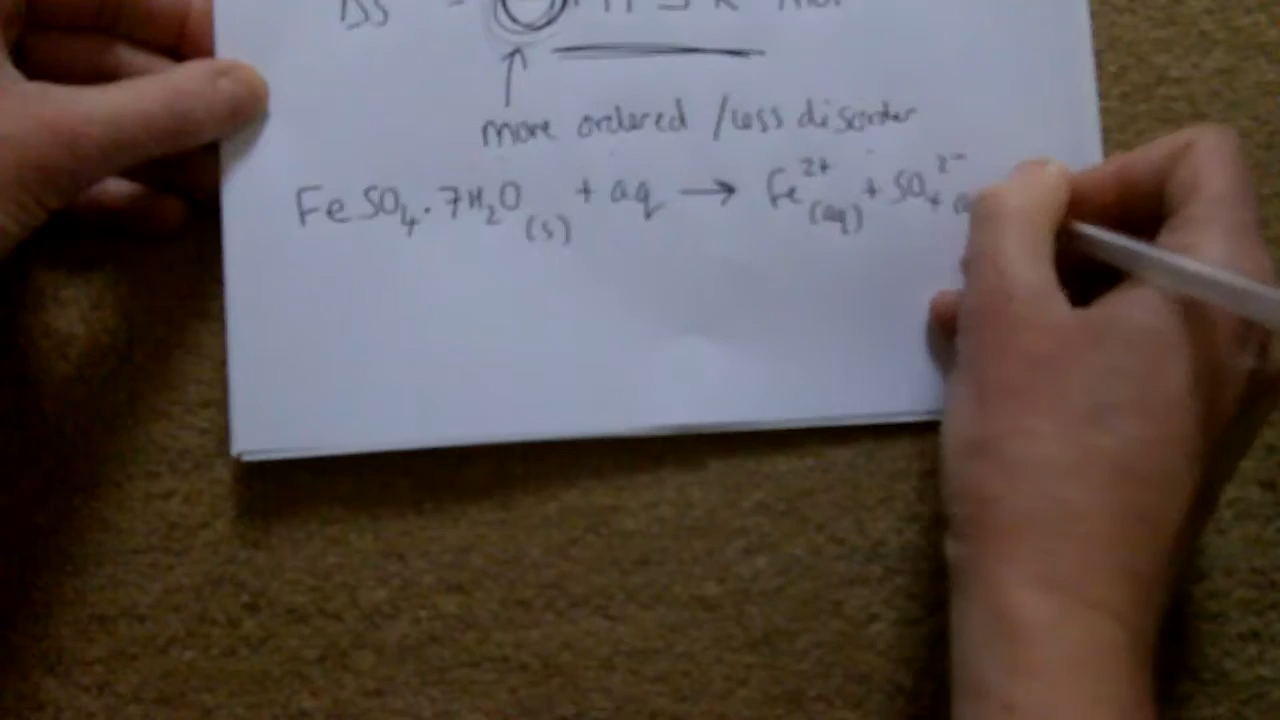 more ordered / less disorder
FeSO₄.7H₂O (s) + aq → Fe²⁺ (aq) + SO₄²⁻